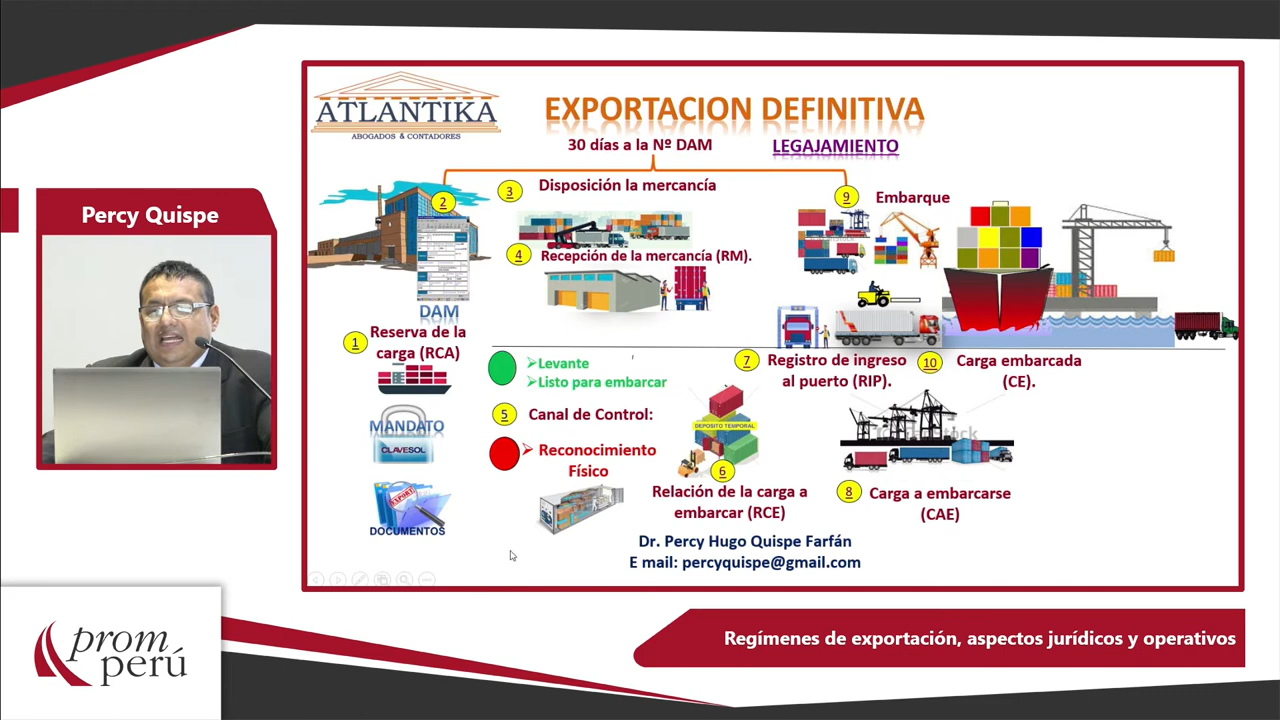 Percy Quispe
ATLANTIKA
ABOGADOS & CONTADORES
EXPORTACION DEFINITIVA
30 días a la Nº DAM
LEGAJAMIENTO
2
3
Disposición la mercancía
4
Recepción de la mercancía (RM).
9
Embarque
DAM
1
Reserva de la
carga (RCA)
MANDATO
CLAVESOL
EXPORT
DOCUMENTOS
➢Levante
➢Listo para embarcar
5
Canal de Control:
➢ Reconocimiento
Físico
7
Registro de ingreso
al puerto (RIP).
10
Carga embarcada
(CE).
DEPOSITO TEMPORAL
6
Relación de la carga a
embarcar (RCE)
8
Carga a embarcarse
(CAE)
Dr. Percy Hugo Quispe Farfán
E mail: percyquispe@gmail.com
prom
perú
Regímenes de exportación, aspectos jurídicos y operativos